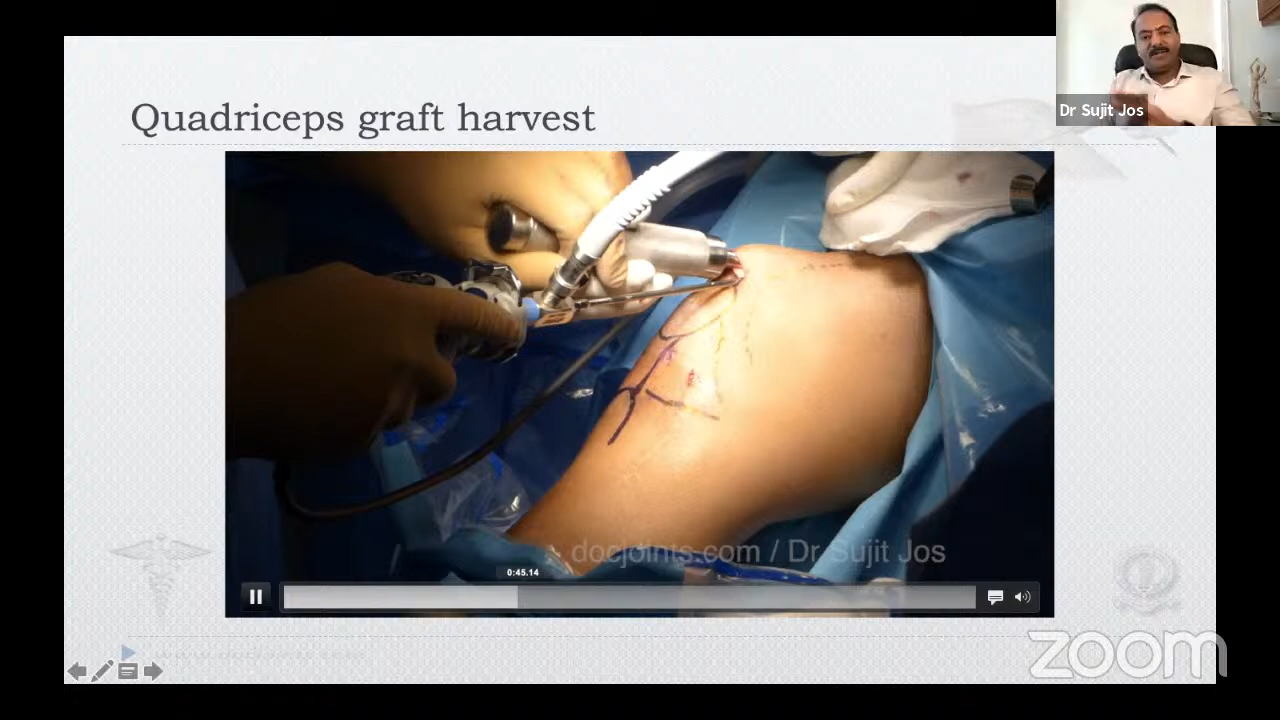 Dr Sujit Jos
Quadriceps graft harvest
docjoints.com / Dr Sujit Jos
0:45.14
zoom